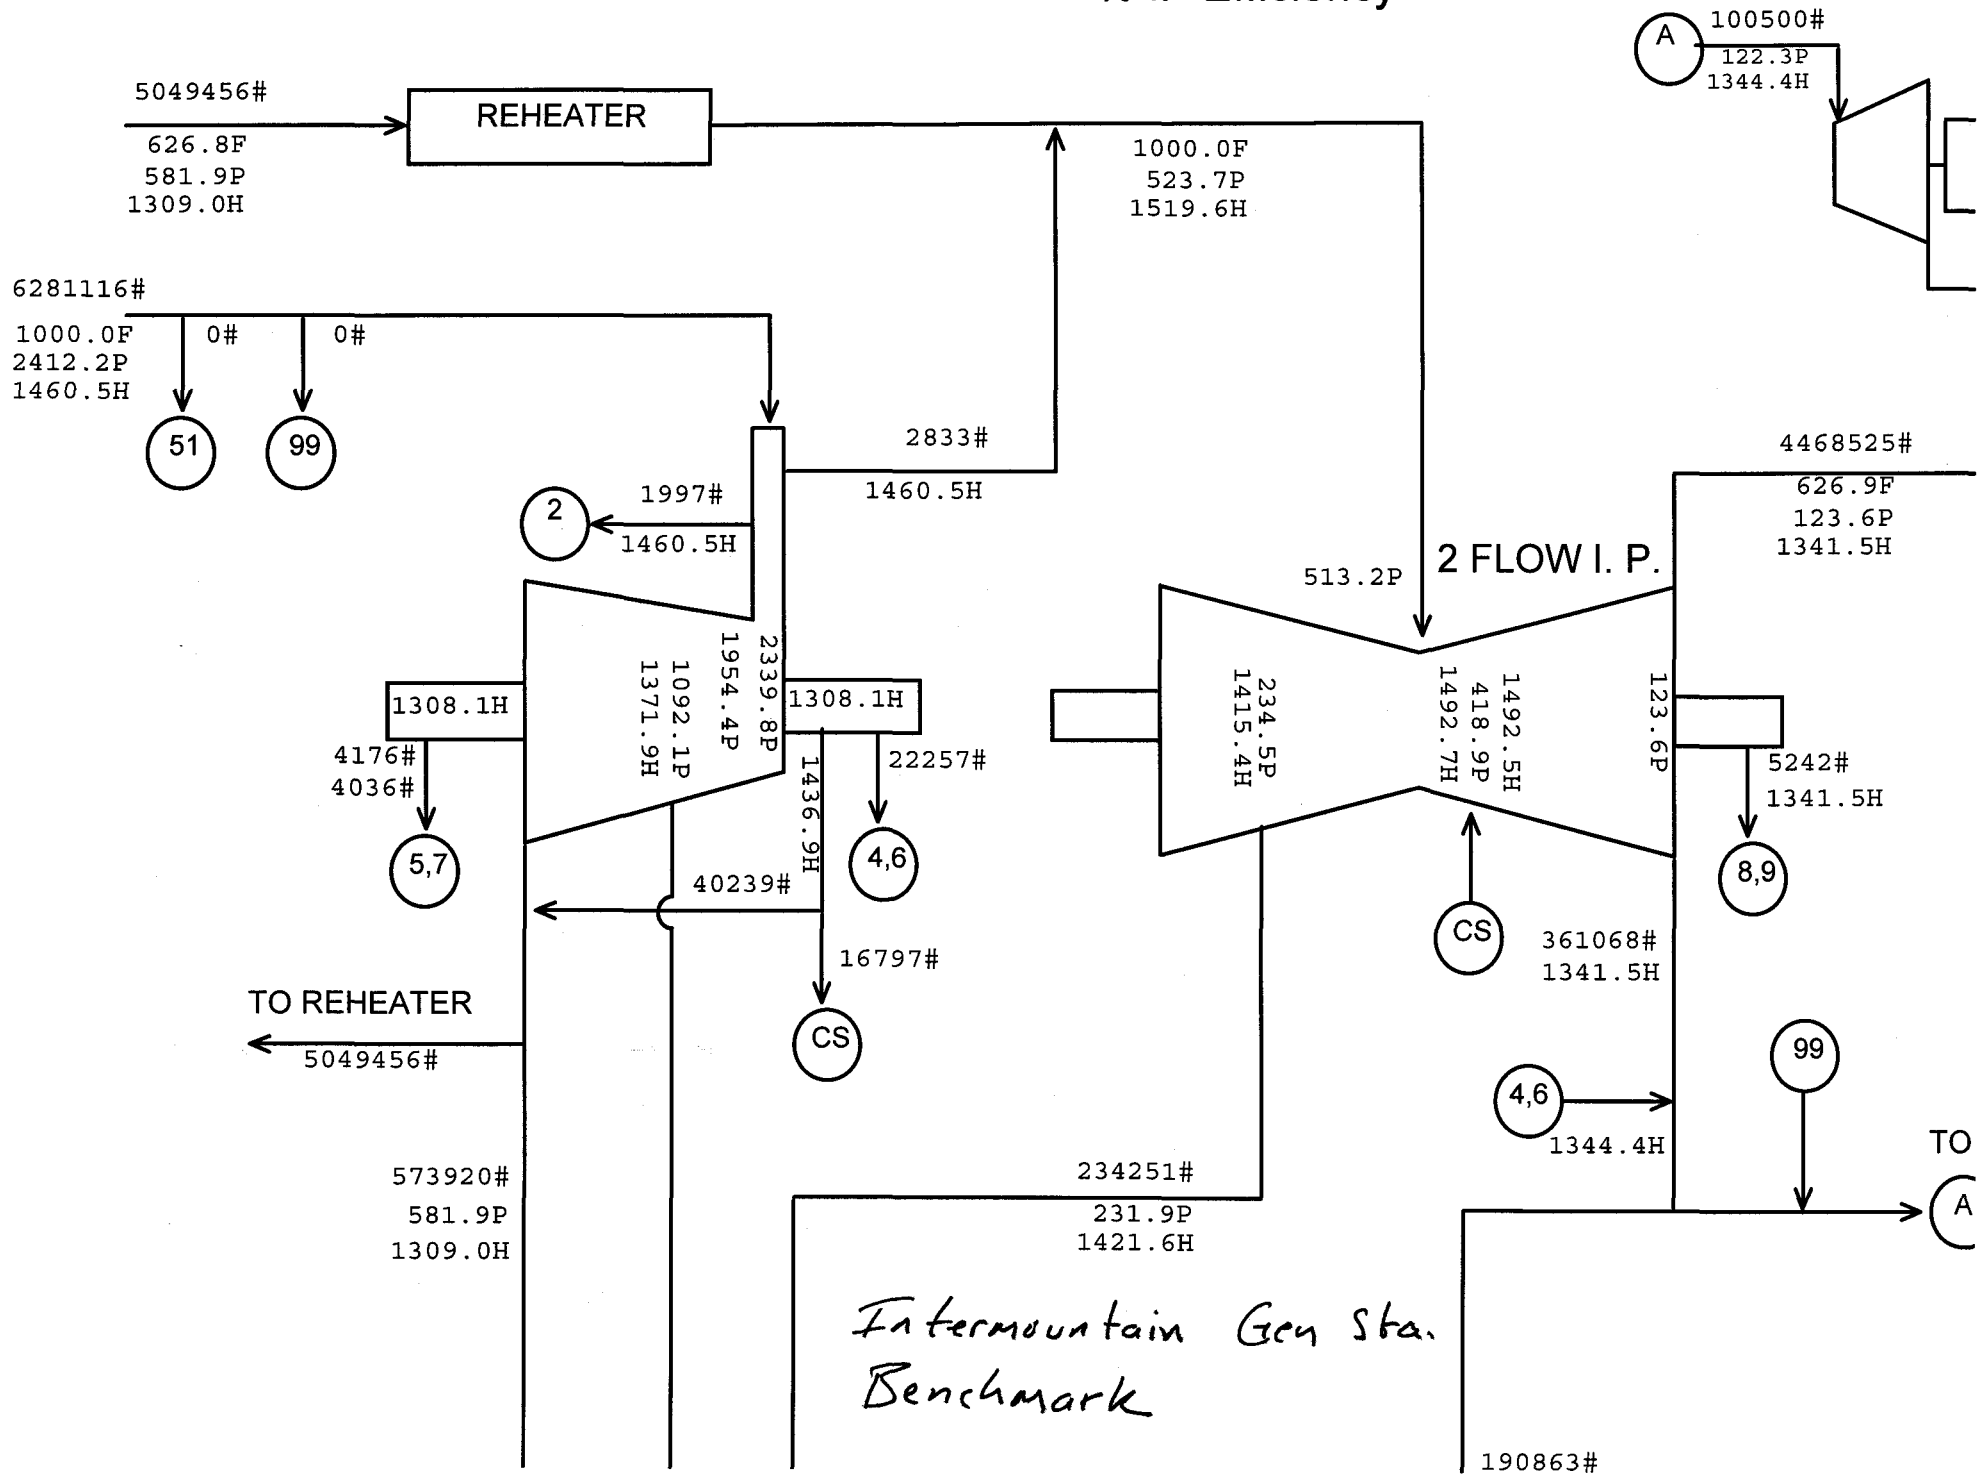 Efficiency
A
100500#
122.3P
1344.4H
5049456#
REHEATER
626.8F
581.9P
1309.0H
1000.0F
523.7P
1519.6H
6281116#
1000.0F
2412.2P
1460.5H
0#
0#
51
99
2833#
1460.5H
2
1997#
1460.5H
4468525#
626.9F
123.6P
1341.5H
513.2P
2 FLOW I. P.
1308.1H
1371.9H
1092.1P
1954.4P
2339.8P
1308.1H
4176#
4036#
1436.9H
22257#
5,7
4,6
40239#
16797#
CS
1415.4H
234.5P
1492.7H
418.9P
1492.5H
123.6P
5242#
1341.5H
8,9
CS
361068#
1341.5H
TO REHEATER
5049456#
99
4,6
1344.4H
TO
A
573920#
581.9P
1309.0H
234251#
231.9P
1421.6H
Intermountain Gen Sta.
Benchmark
190863#